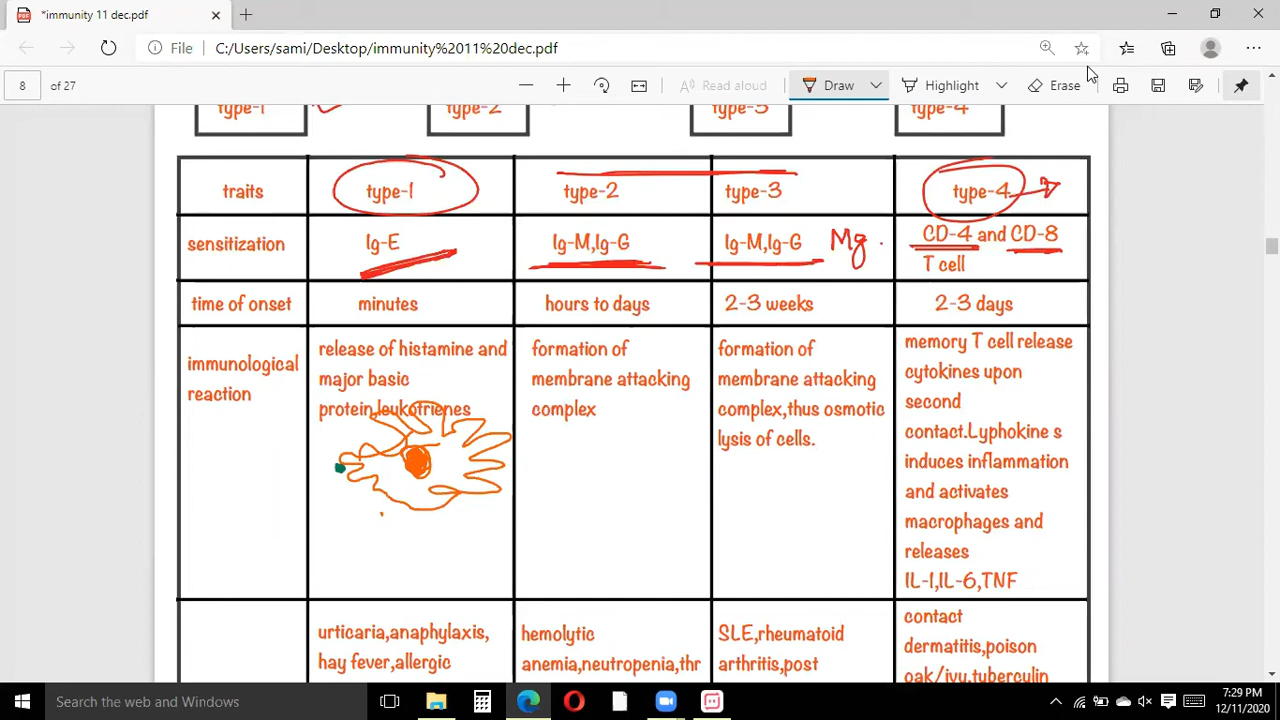 *immunity 11 dec.pdf
File C:/Users/sami/Desktop/immunity%2011%20dec.pdf
8 of 27 Read aloud Draw Highlight Erase
type-1 type-2 type-3 type-4
traits type-1 type-2 type-3 type-4
sensitization Ig-E Ig-M,Ig-G Ig-M,Ig-G Mg CD-4 and CD-8
T cell
time of onset minutes hours to days 2-3 weeks 2-3 days
immunological
reaction
release of histamine and
major basic
protein,leukotrienes
formation of
membrane attacking
complex
formation of
membrane attacking
complex,thus osmotic
lysis of cells.
memory T cell release
cytokines upon
second
contact.Lyphokine s
induces inflammation
and activates
macrophages and
releases
IL-1,IL-6,TNF
urticaria,anaphylaxis,
hay fever,allergic
hemolytic
anemia,neutropenia,thr
SLE,rheumatoid
arthritis,post
contact
dermatitis,poison
oak/ivy,tuberculin
Search the web and Windows
7:29 PM
12/11/2020